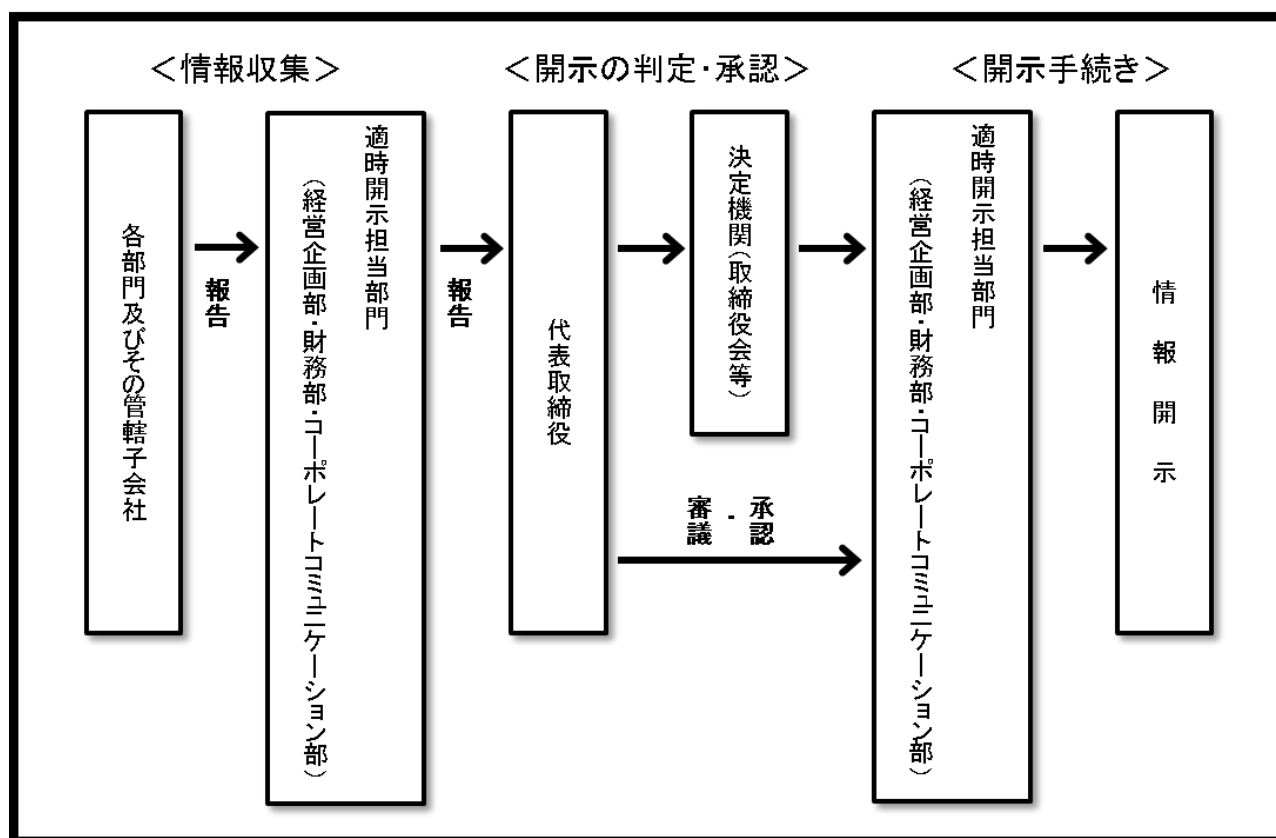 ＜情報収集＞
＜開示の判定・承認＞
＜開示手続き＞
各部門及びその管轄子会社
報告
適時開示担当部門
（経営企画部・財務部・コーポレートコミュニケーション部）
報告
代表取締役
決定機関（取締役会等）
審議・承認
適時開示担当部門
（経営企画部・財務部・コーポレートコミュニケーション部）
情報開示